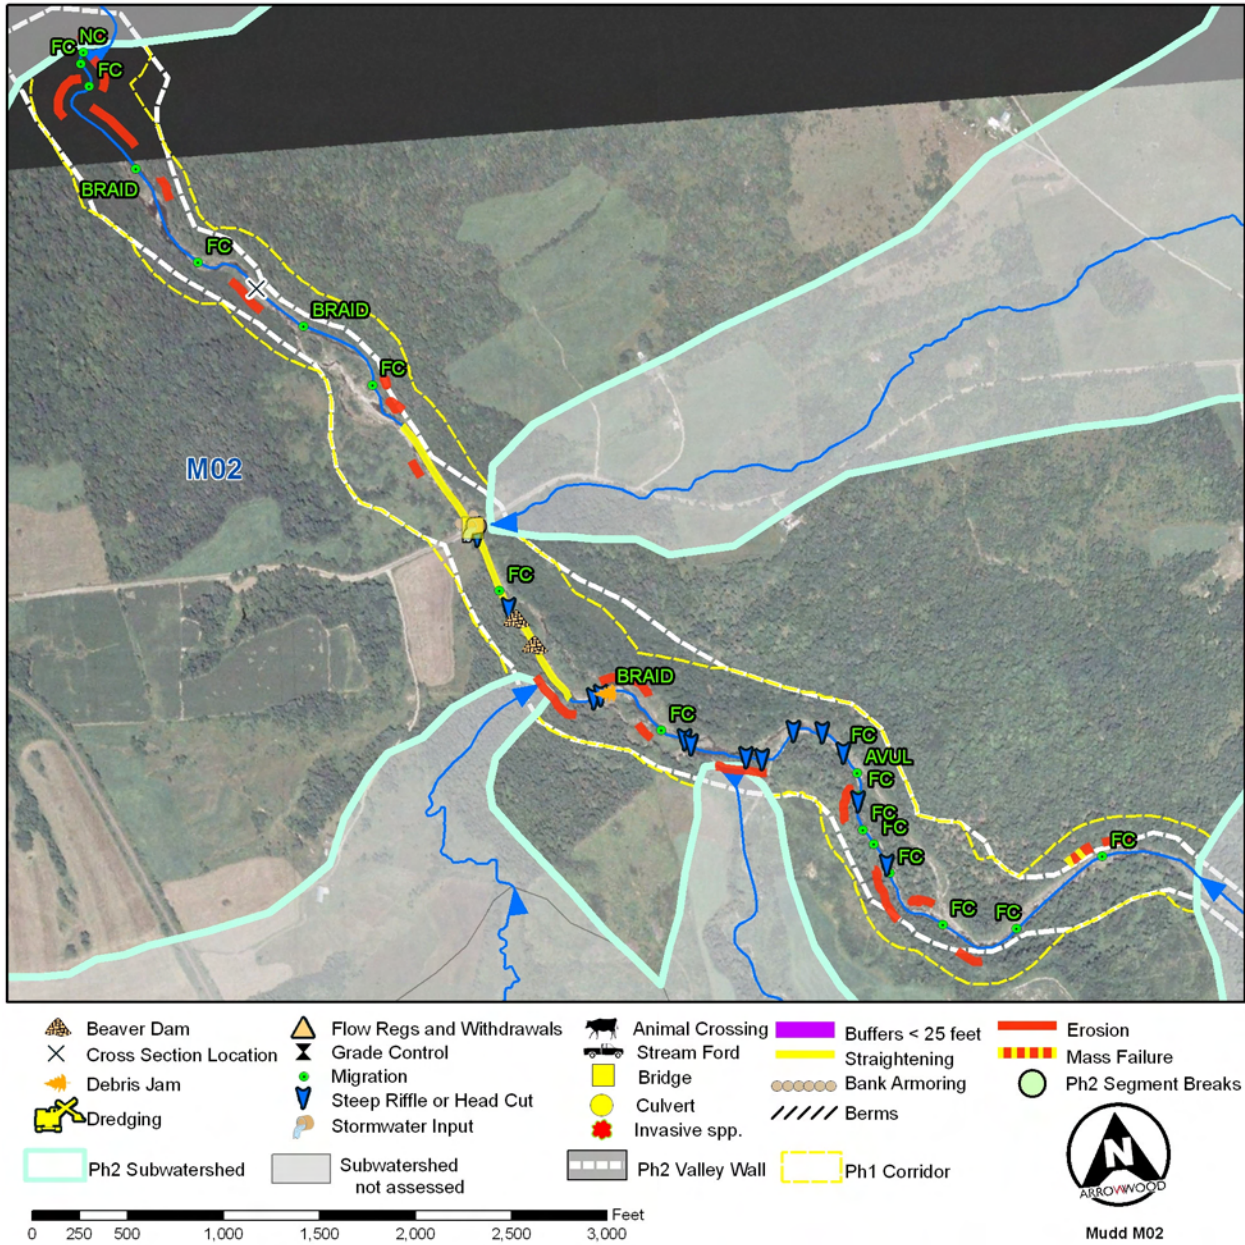 NC
FC
FC
BRAID
FC
BRAID
FC
M02
FC
BRAID
FC
FC
AVUL
FC
FC
FC
FC
FC
FC
FC
Beaver Dam
Cross Section Location
Debris Jam
Dredging
Flow Regs and Withdrawals
Grade Control
Migration
Steep Riffle or Head Cut
Stormwater Input
Animal Crossing
Stream Ford
Bridge
Culvert
Invasive spp.
Buffers < 25 feet
Straightening
Bank Armoring
Berms
Erosion
Mass Failure
Ph2 Segment Breaks
Ph2 Subwatershed
Subwatershed
not assessed
Ph2 Valley Wall
Ph1 Corridor
N
ARROWWOOD
Mudd M02
Feet
0 250 500 1,000 1,500 2,000 2,500 3,000